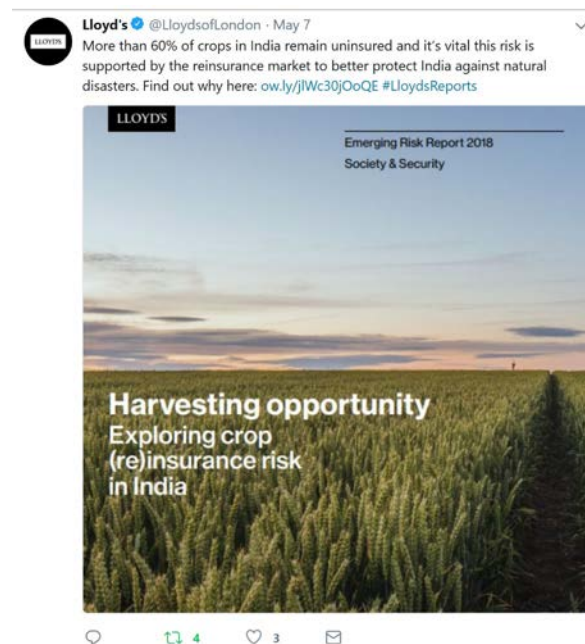 Lloyd's @LloydsofLondon · May 7
More than 60% of crops in India remain uninsured and it's vital this risk is
supported by the reinsurance market to better protect India against natural
disasters. Find out why here: ow.ly/jlWc30jOoQE #LloydsReports
LLOYD'S
LLOYD'S
Emerging Risk Report 2018
Society & Security
Harvesting opportunity
Exploring crop
(re)insurance risk
in India
4
3